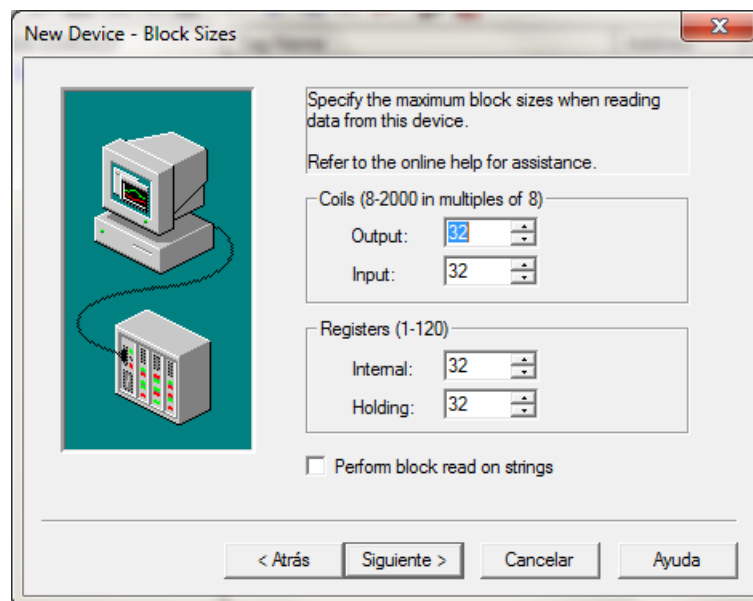 New Device - Block Sizes
Specify the maximum block sizes when reading
data from this device.
Refer to the online help for assistance.
Coils (8-2000 in multiples of 8)
Output: 32
Input: 32
Registers (1-120)
Internal: 32
Holding: 32
Perform block read on strings
< Atrás
Siguiente >
Cancelar
Ayuda